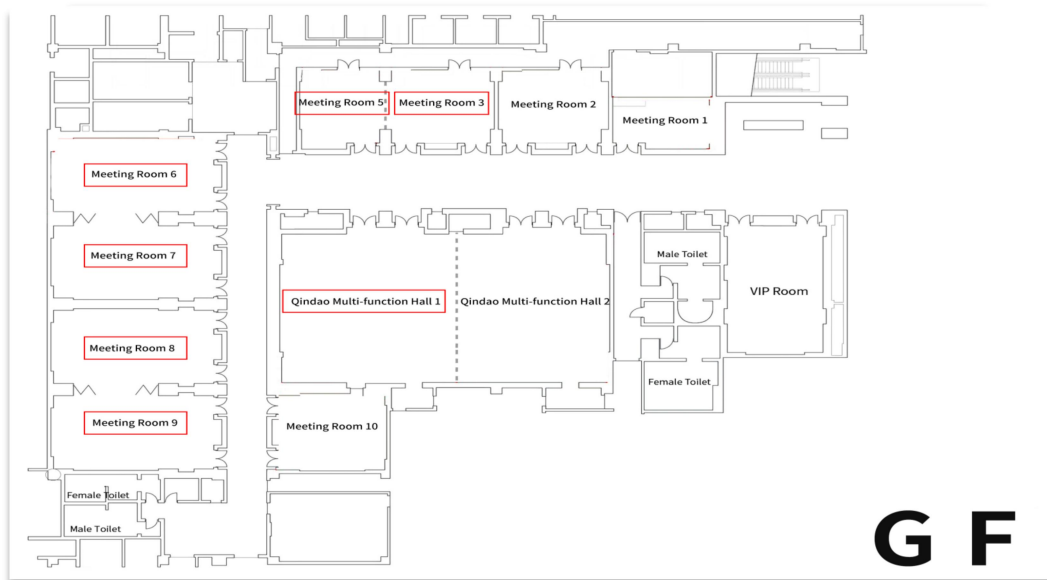 Meeting Room 5
Meeting Room 3
Meeting Room 2
Meeting Room 1
Meeting Room 6
Meeting Room 7
Male Toilet
VIP Room
Qindao Multi-function Hall 1
Qindao Multi-function Hall 2
Meeting Room 8
Female Toilet
Meeting Room 9
Meeting Room 10
Female Toilet
Male Toilet
G F